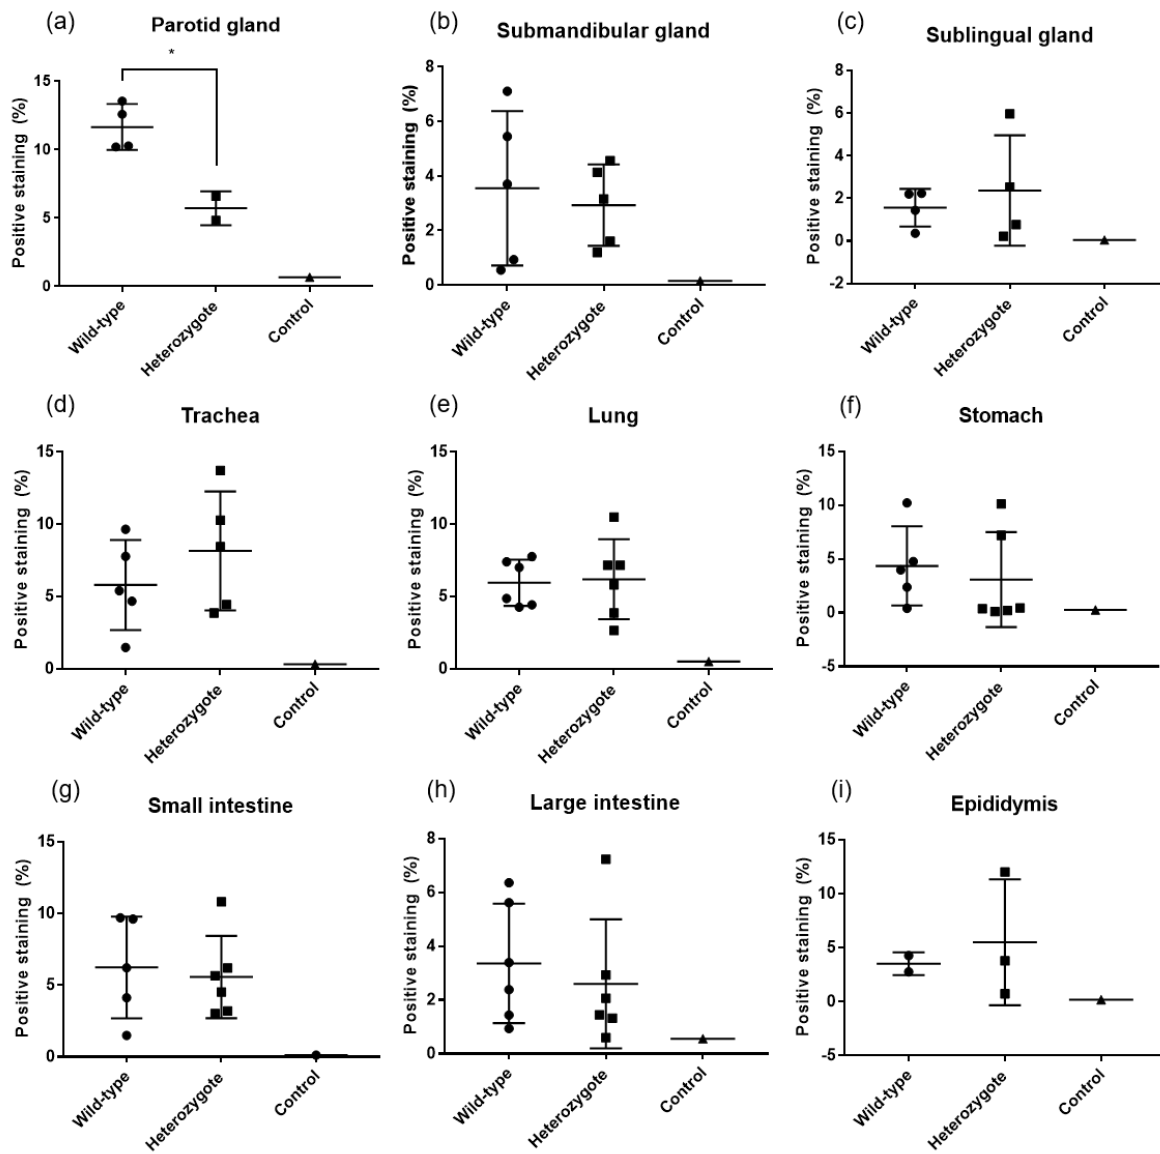 (a)
Parotid gland
*
Positive staining (%)
15
10
5
0
Wild-type
Heterozygote
Control
(b)
Submandibular gland
Positive staining (%)
8
6
4
2
0
Wild-type
Heterozygote
Control
(c)
Sublingual gland
Positive staining (%)
8
6
4
2
0
-2
Wild-type
Heterozygote
Control
(d)
Trachea
Positive staining (%)
15
10
5
0
Wild-type
Heterozygote
Control
(e)
Lung
Positive staining (%)
15
10
5
0
Wild-type
Heterozygote
Control
(f)
Stomach
Positive staining (%)
15
10
5
0
-5
Wild-type
Heterozygote
Control
(g)
Small intestine
Positive staining (%)
15
10
5
0
Wild-type
Heterozygote
Control
(h)
Large intestine
Positive staining (%)
8
6
4
2
0
Wild-type
Heterozygote
Control
(i)
Epididymis
Positive staining (%)
15
10
5
0
-5
Wild-type
Heterozygote
Control